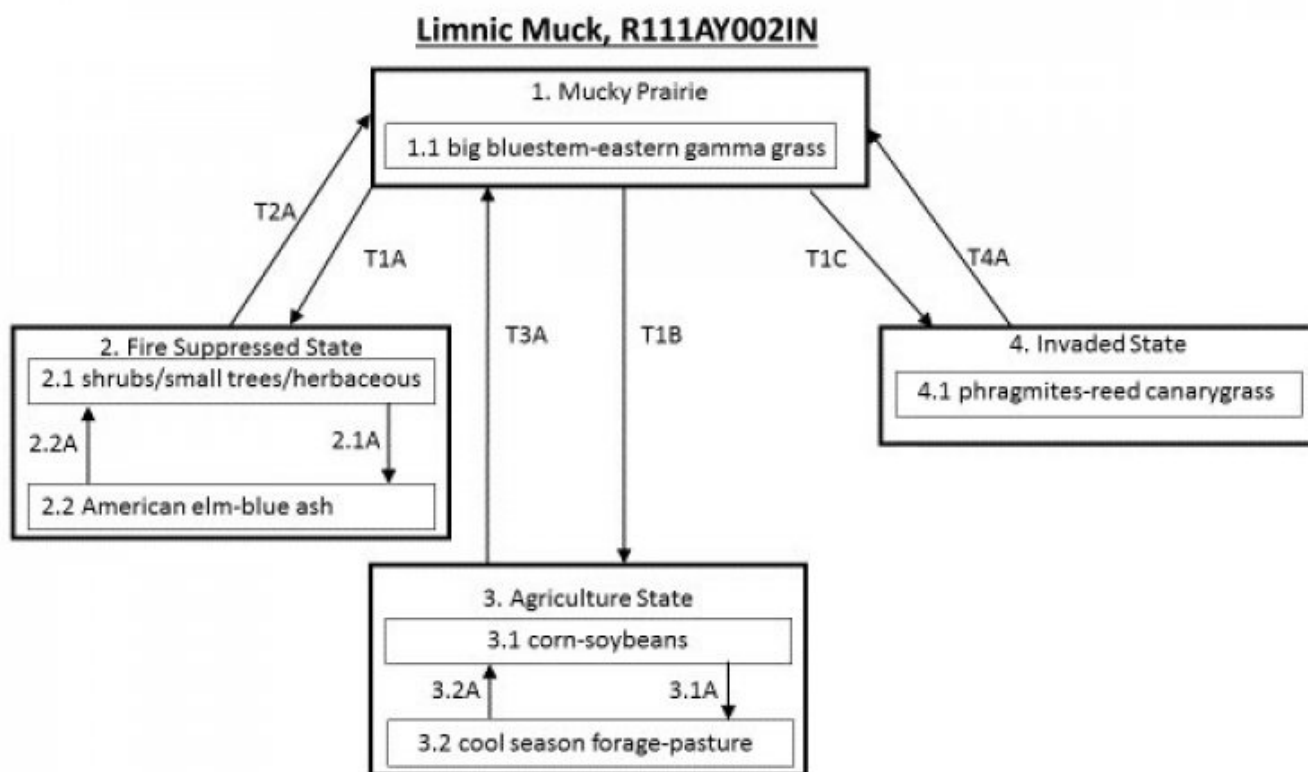 Limnic Muck, R111AY002IN
1. Mucky Prairie
1.1 big bluestem-eastern gamma grass
T2A
T1A
T3A
T1B
T1C
T4A
2. Fire Suppressed State
2.1 shrubs/small trees/herbaceous
2.2A
2.1A
2.2 American elm-blue ash
4. Invaded State
4.1 phragmites-reed canarygrass
3. Agriculture State
3.1 corn-soybeans
3.2A
3.1A
3.2 cool season forage-pasture